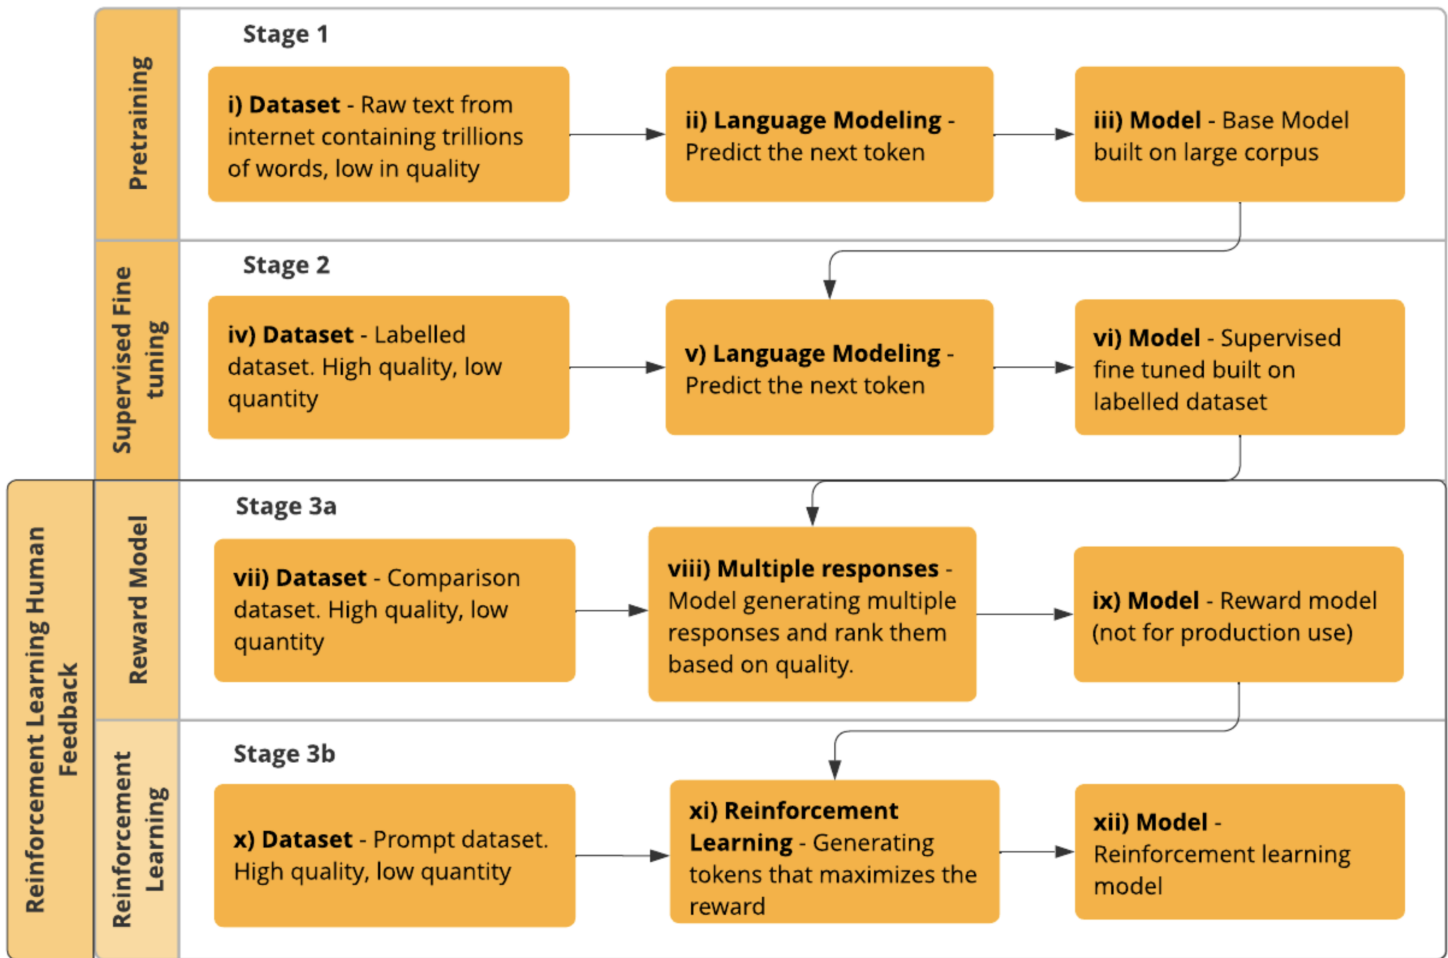 Reinforcement Learning Human
Feedback
Pretraining
Stage 1
i) Dataset - Raw text from
internet containing trillions
of words, low in quality
ii) Language Modeling -
Predict the next token
iii) Model - Base Model
built on large corpus
Supervised Fine
tuning
Stage 2
iv) Dataset - Labelled
dataset. High quality, low
quantity
v) Language Modeling -
Predict the next token
vi) Model - Supervised
fine tuned built on
labelled dataset
Reward Model
Stage 3a
vii) Dataset - Comparison
dataset. High quality, low
quantity
viii) Multiple responses -
Model generating multiple
responses and rank them
based on quality.
ix) Model - Reward model
(not for production use)
Reinforcement
Learning
Stage 3b
x) Dataset - Prompt dataset.
High quality, low quantity
xi) Reinforcement
Learning - Generating
tokens that maximizes the
reward
xii) Model -
Reinforcement learning
model